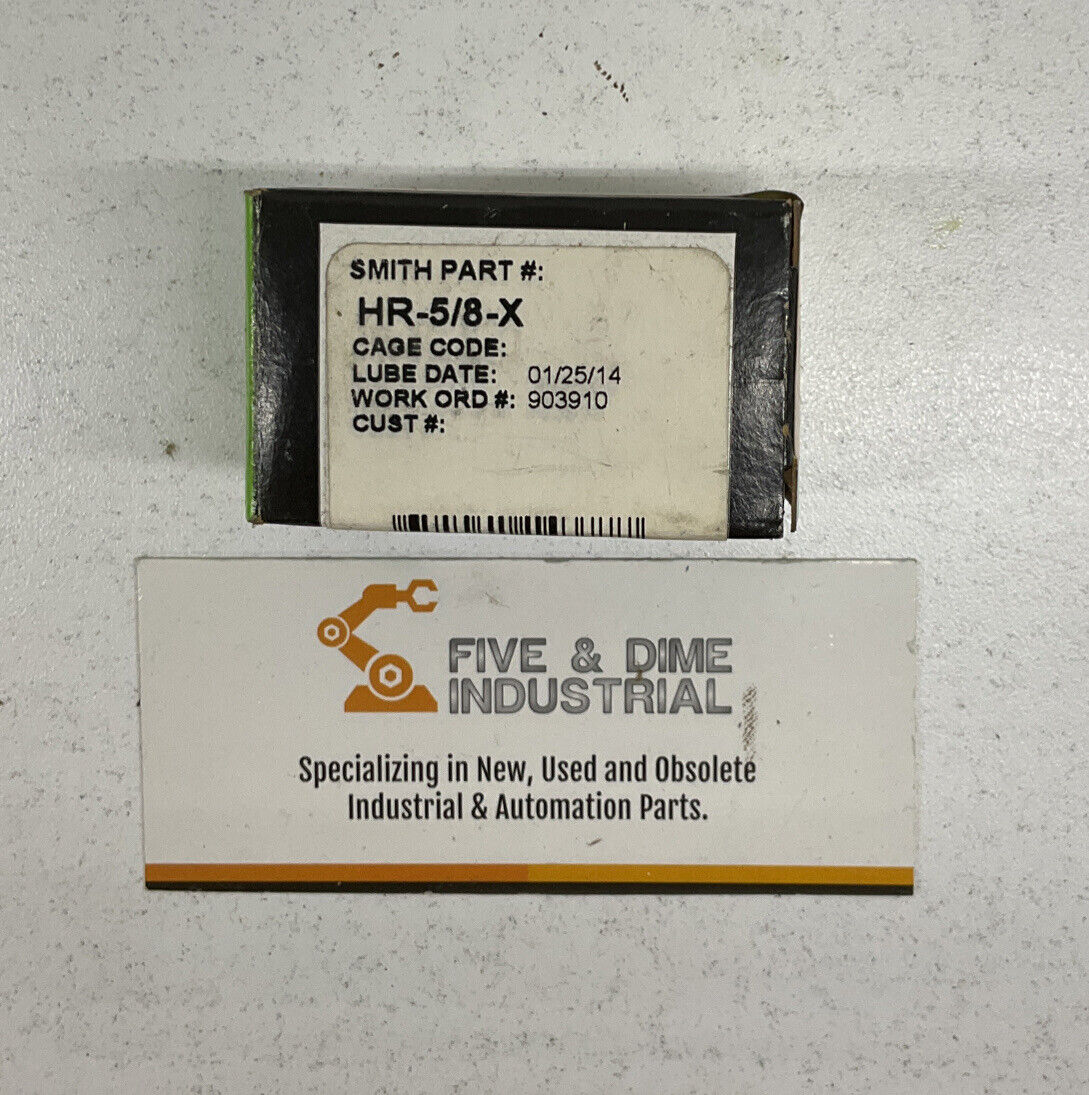 SMITH PART #:
HR-5/8-X
CAGE CODE:
LUBE DATE: 01/25/14
WORK ORD #: 903910
CUST #:
FIVE & DIME
INDUSTRIAL
Specializing in New, Used and Obsolete
Industrial & Automation Parts.